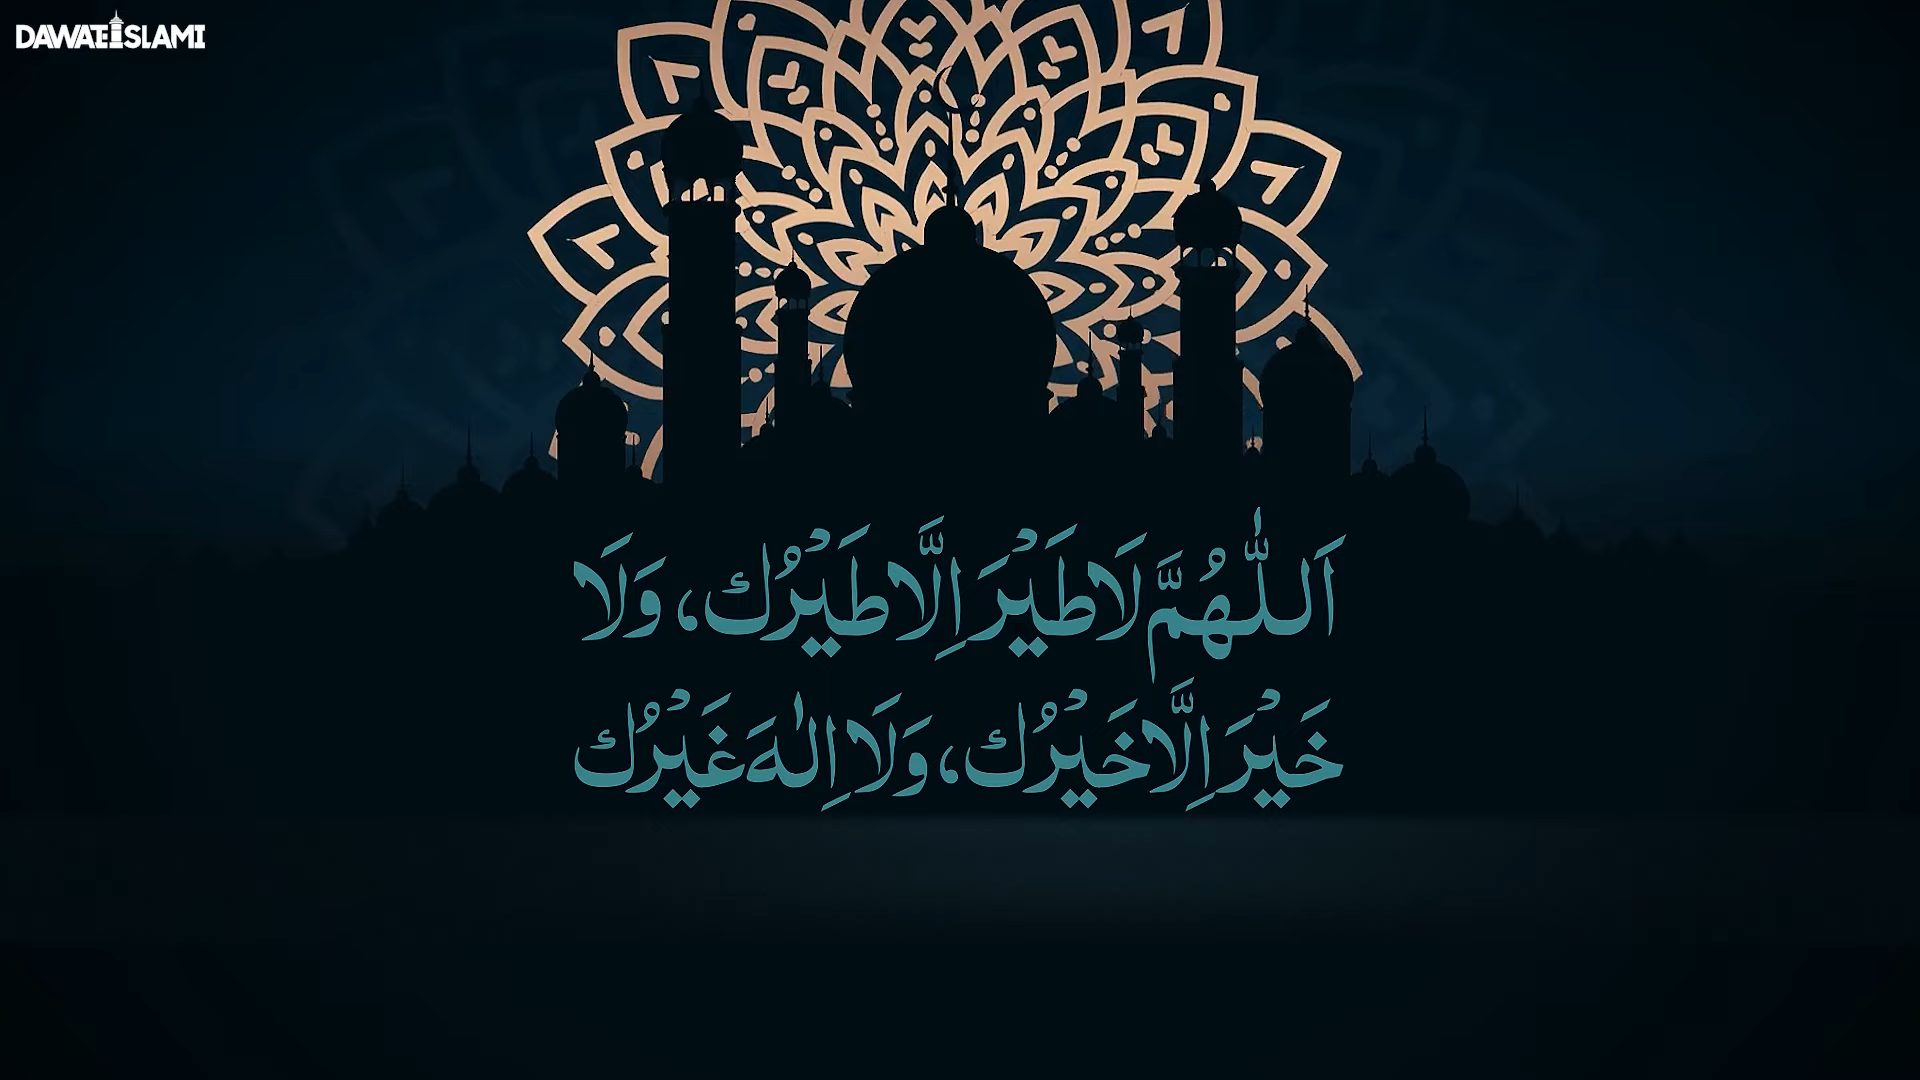 DAWATEISLAMI
اَللّٰهُمَّ لَا طَيْرَ اِلَّا طَيْرُك، وَلَا
خَيْرَ اِلَّا خَيْرُك، وَلَا اِلٰهَ غَيْرُك